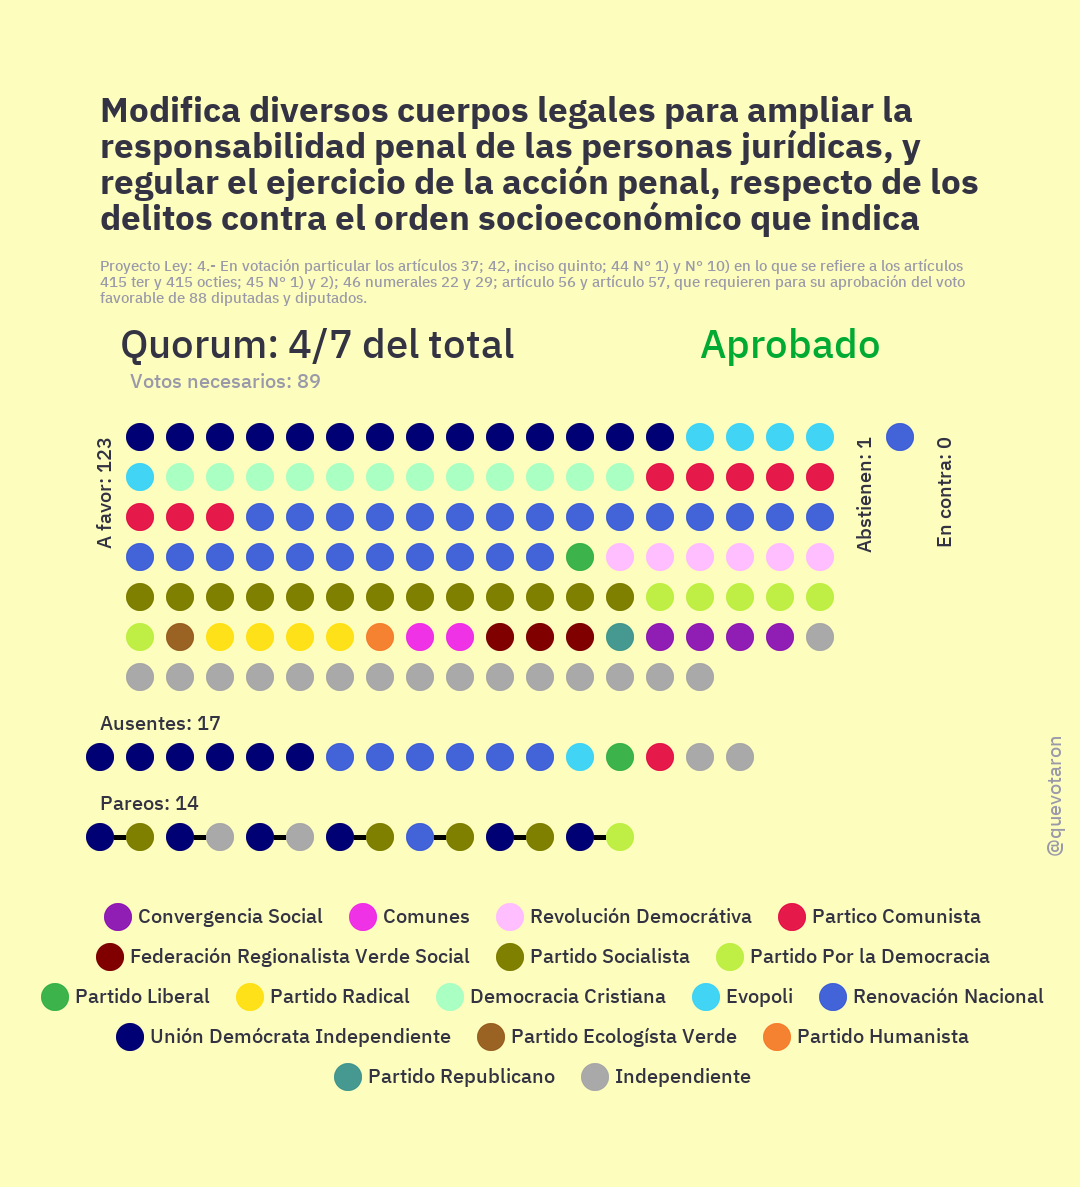 Modifica diversos cuerpos legales para ampliar la
responsabilidad penal de las personas jurídicas, y
regular el ejercicio de la acción penal, respecto de los
delitos contra el orden socioeconómico que indica
Proyecto Ley: 4.- En votación particular los artículos 37; 42, inciso quinto; 44 N° 1) y N° 10) en lo que se refiere a los artículos
415 ter y 415 octies; 45 N° 1) y 2); 46 numerales 22 y 29; artículo 56 y artículo 57, que requieren para su aprobación del voto
favorable de 88 diputadas y diputados.
Quorum: 4/7 del total
Aprobado
Votos necesarios: 89
A favor: 123
Abstienen: 1
En contra: 0
Ausentes: 17
Pareos: 14
@quevotaron
Convergencia Social
Comunes
Revolución Demócrátiva
Partico Comunista
Federación Regionalista Verde Social
Partido Socialista
Partido Por la Democracia
Partido Liberal
Partido Radical
Democracia Cristiana
Evopoli
Renovación Nacional
Unión Demócrata Independiente
Partido Ecologísta Verde
Partido Humanista
Partido Republicano
Independiente